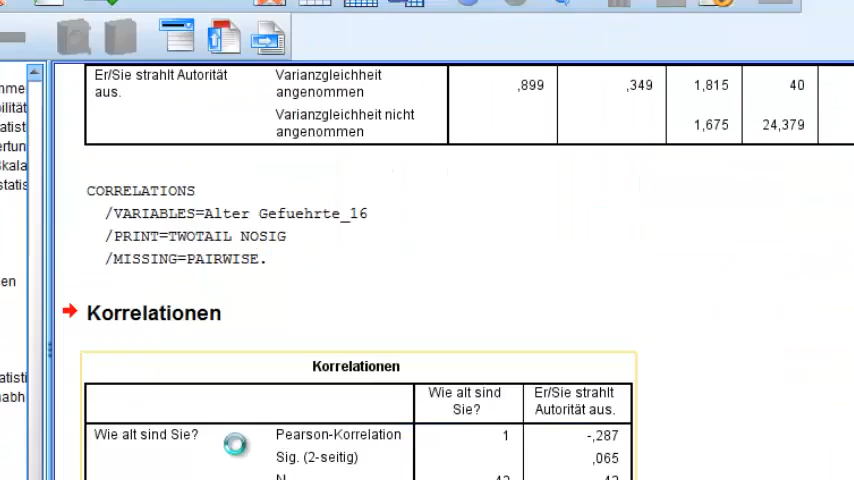 Er/Sie strahlt Autorität aus. Varianzgleichheit angenommen ,899 ,349 1,815 40
Varianzgleichheit nicht angenommen 1,675 24,379
CORRELATIONS
/VARIABLES=Alter Gefuehrte_16
/PRINT=TWOTAIL NOSIG
/MISSING=PAIRWISE.
Korrelationen
Korrelationen
Wie alt sind Sie? Er/Sie strahlt Autorität aus.
Wie alt sind Sie? Pearson-Korrelation 1 -,287
Sig. (2-seitig) ,065
N 42 42